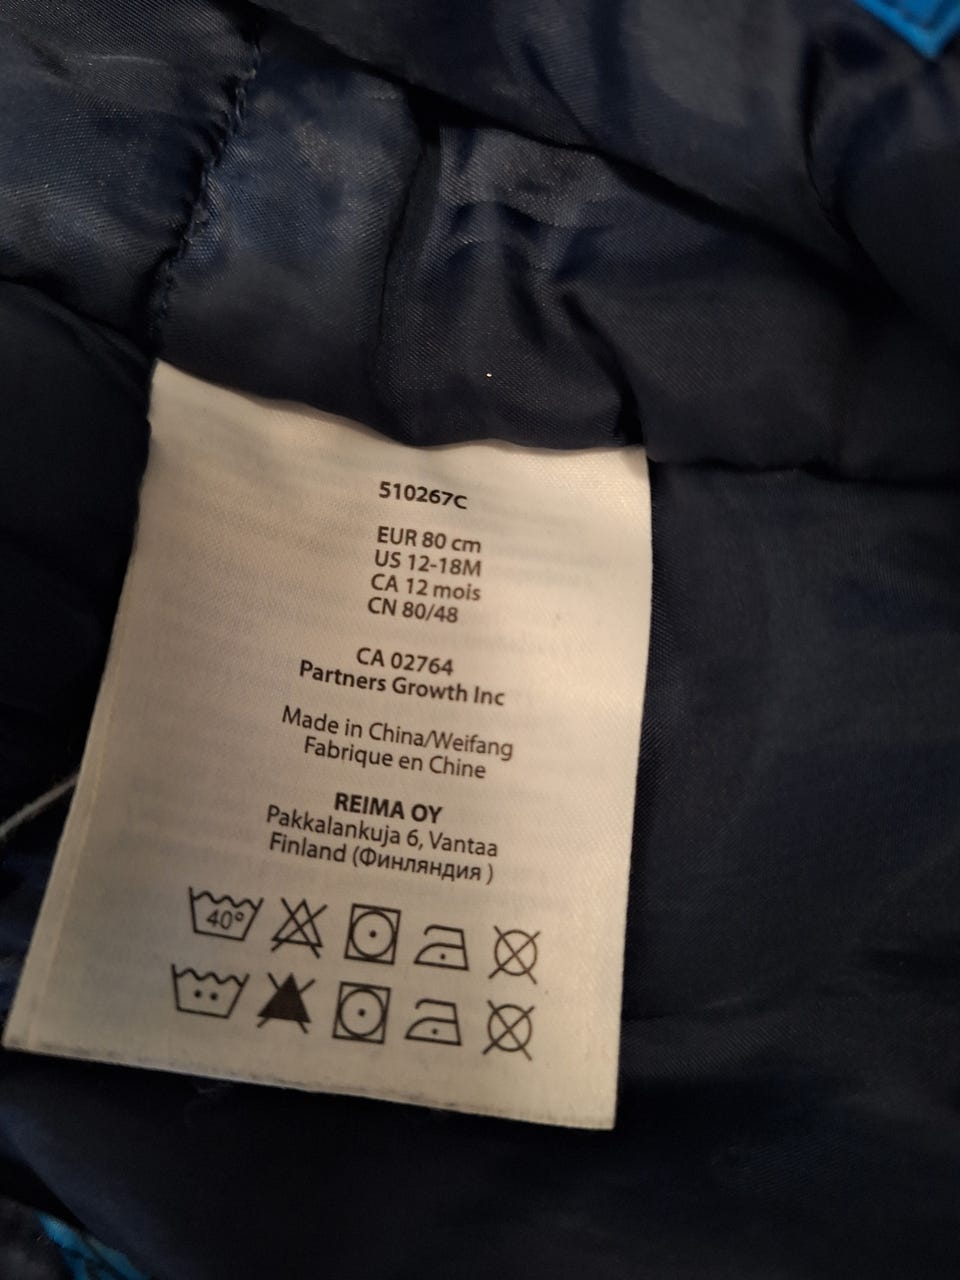 510267C
EUR 80 cm
US 12-18M
CA 12 mois
CN 80/48
CA 02764
Partners Growth Inc
Made in China/Weifang
Fabrique en Chine
REIMA OY
Pakkalankuja 6, Vantaa
Finland (Финляндия )
40°